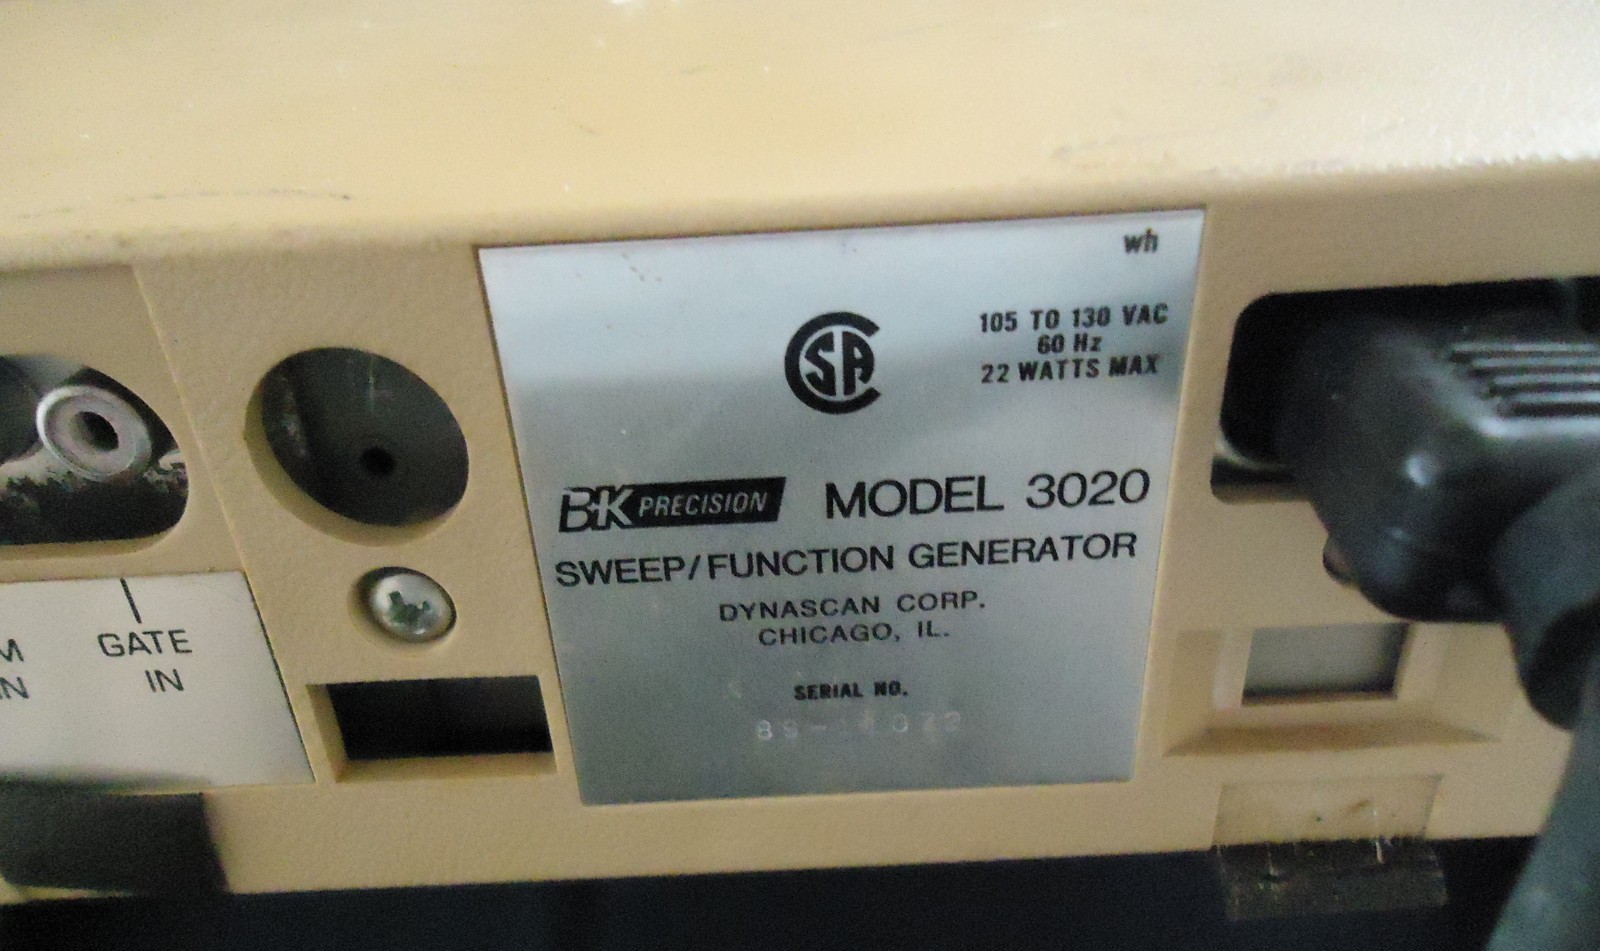 wh
CSA
105 TO 130 VAC
60 Hz
22 WATTS MAX
B+K PRECISION MODEL 3020
SWEEP/FUNCTION GENERATOR
DYNASCAN CORP.
CHICAGO, IL.
SERIAL NO.
GATE
IN